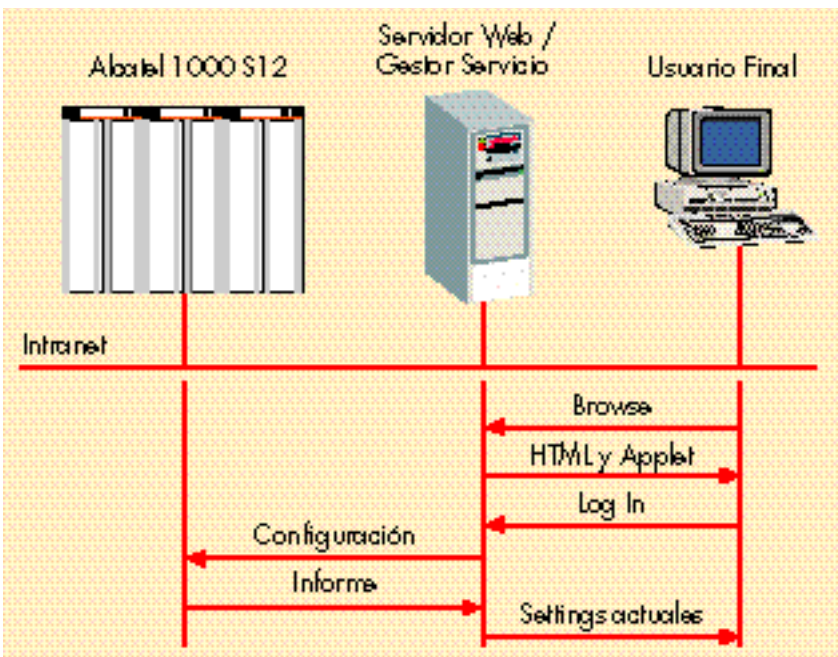 Alcatel 1000 S12
Servidor Web /
Gestor Servicio
Usuario Final
Intranet
Browse
HTML y Applet
Log In
Configuración
Informe
Settings actuales